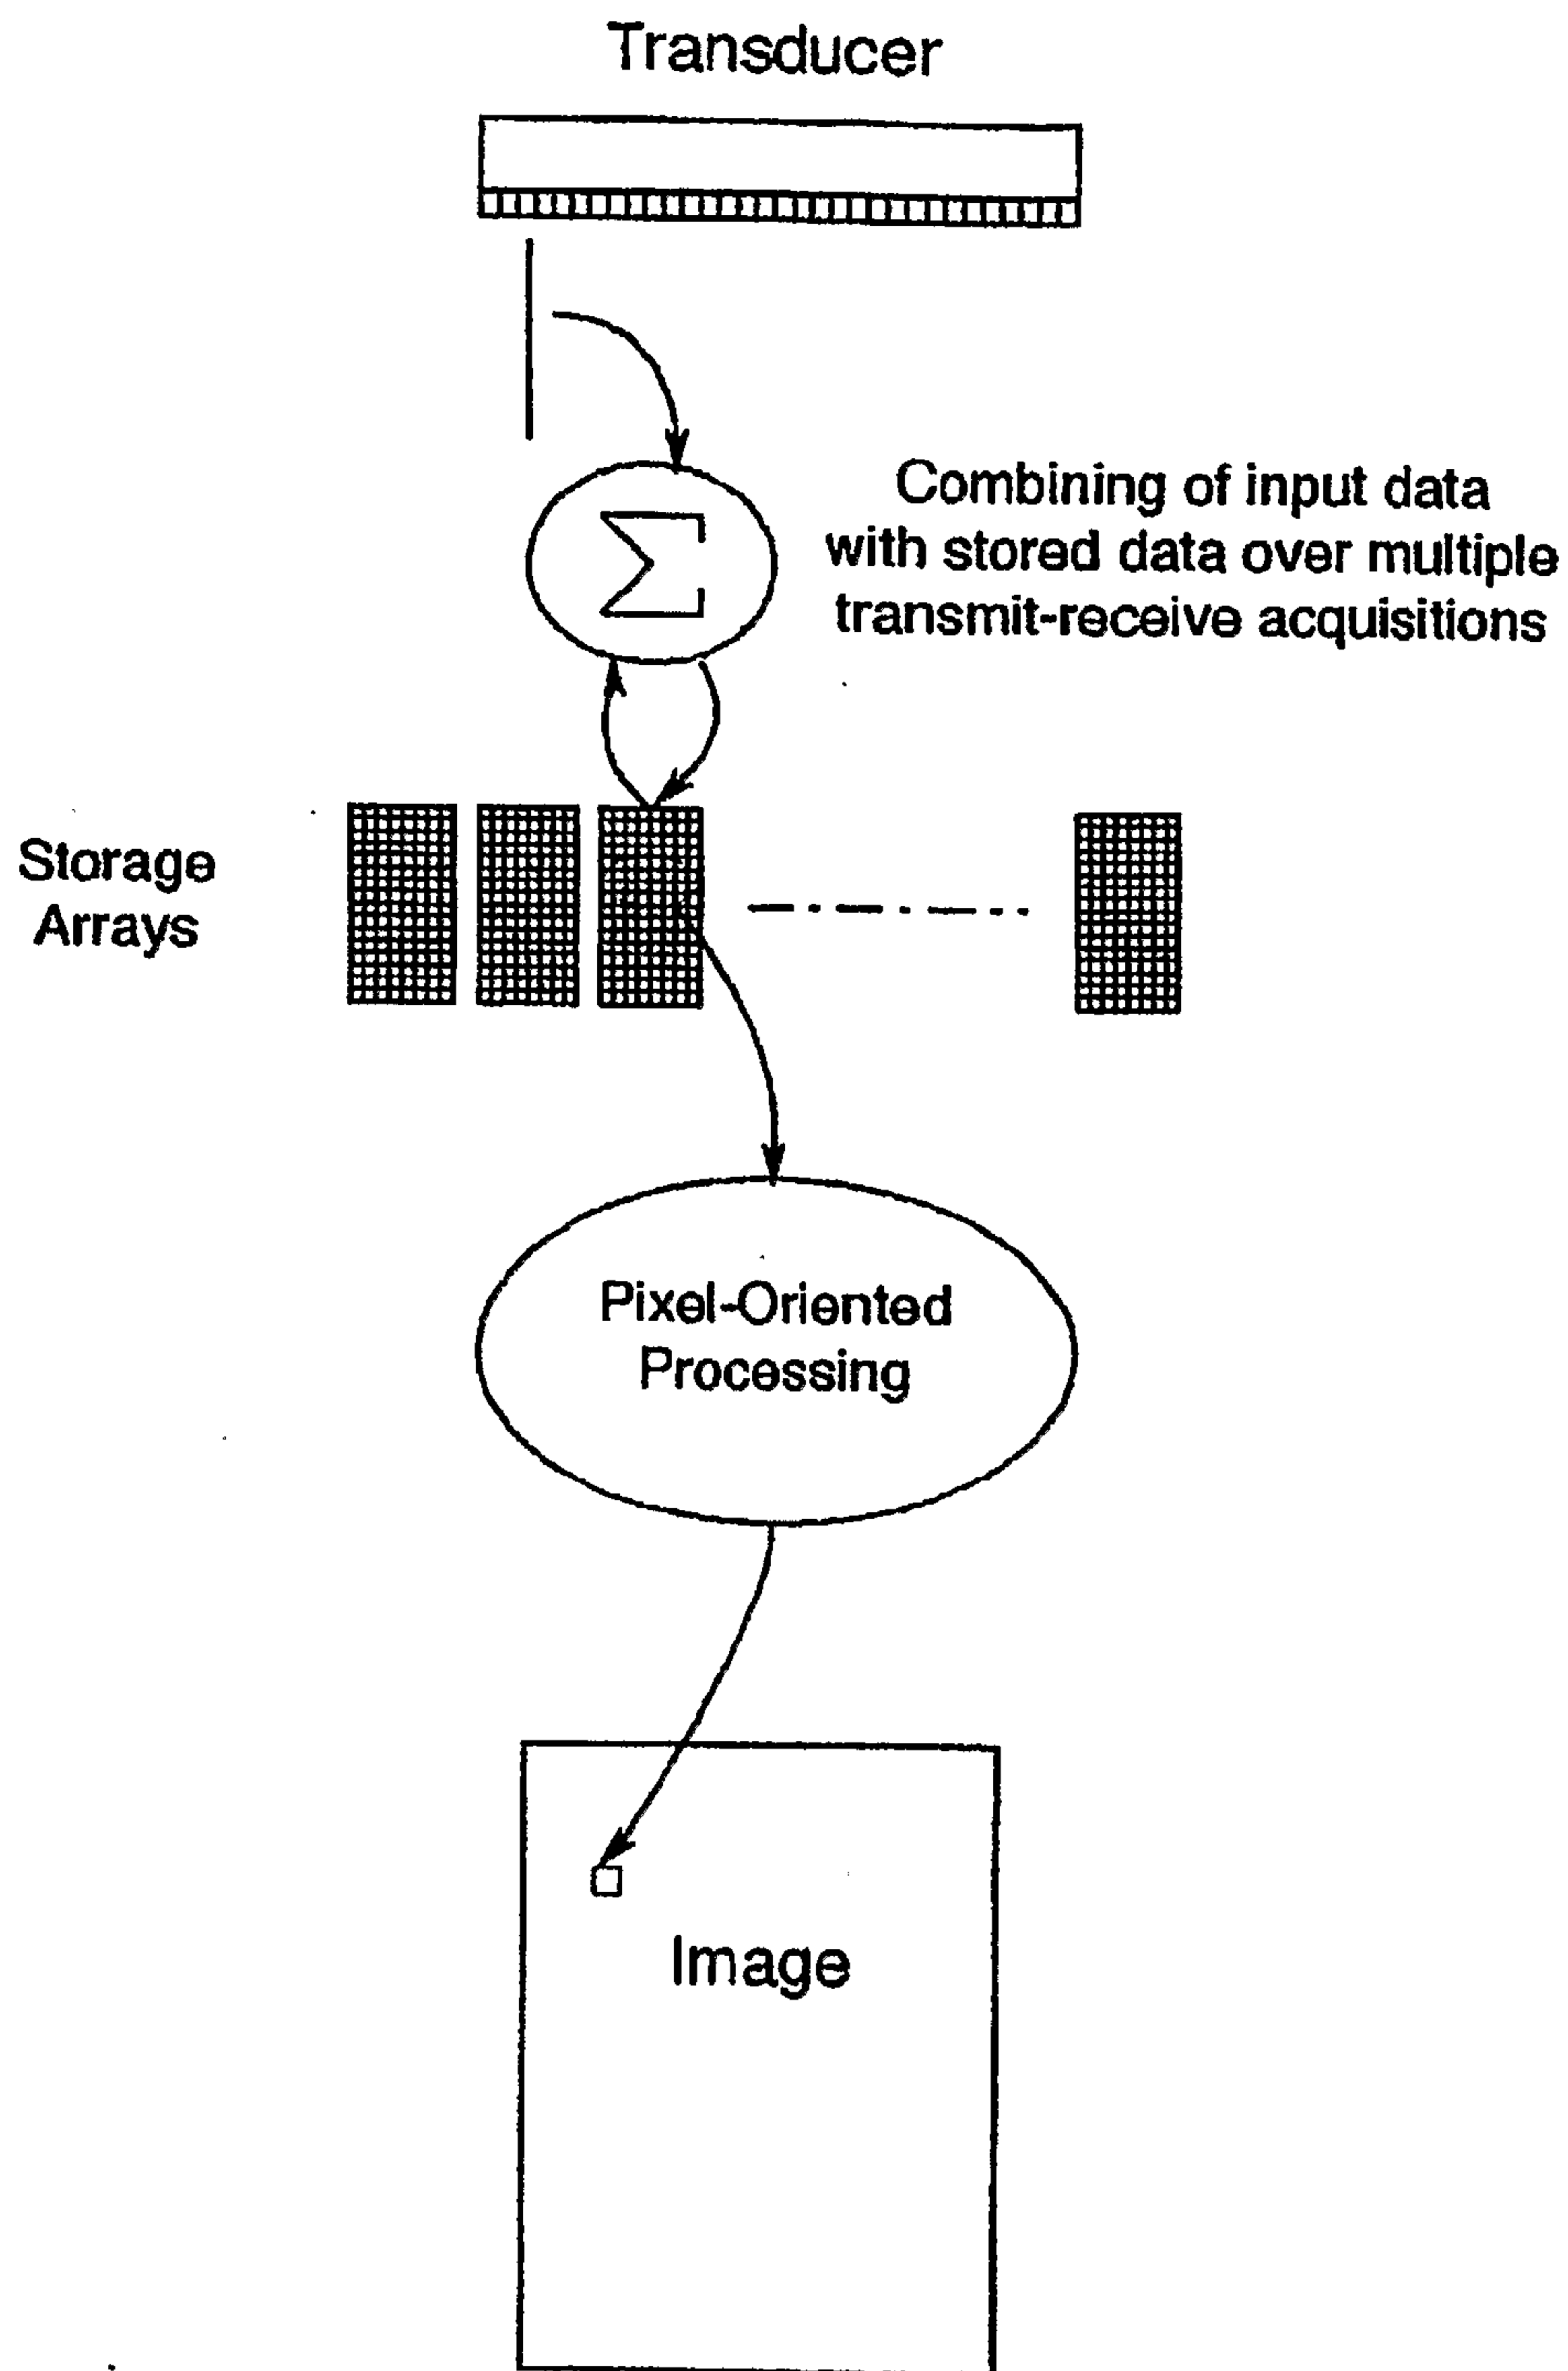 Transducer
Σ
Combining of input data
with stored data over multiple
transmit-receive acquisitions
Storage
Arrays
Pixel-Oriented
Processing
Image